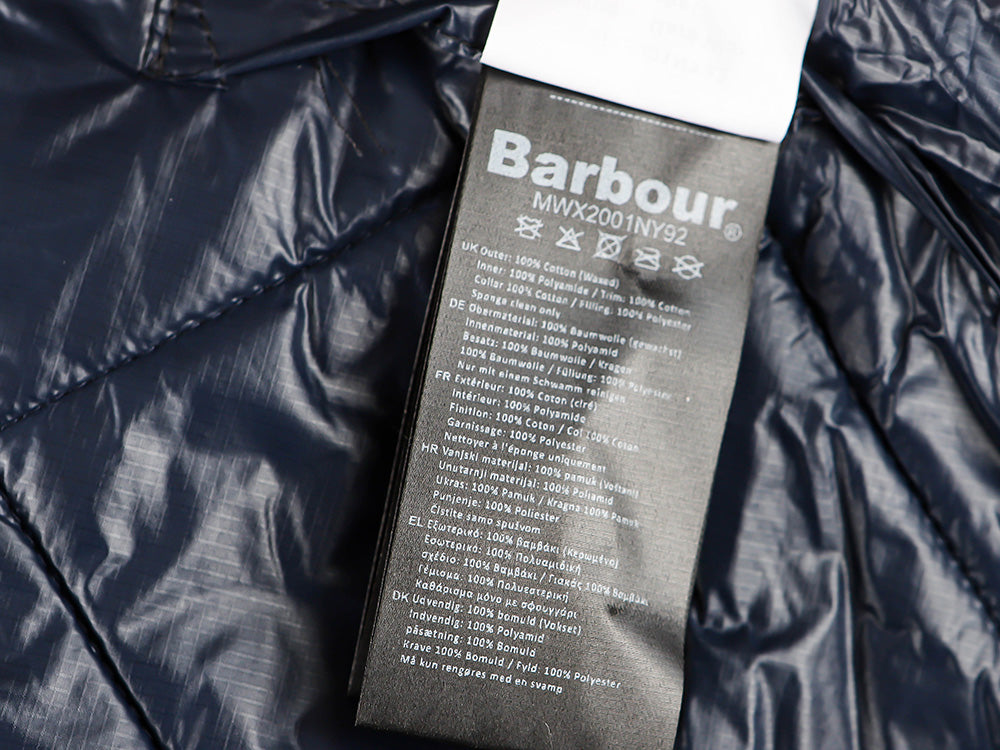 Barbour®
MWX2001NY92
UK Outer: 100% Cotton (Waxed)
Inner: 100% Polyamide / Trim: 100% Cotton
Collar 100% Cotton / Filling: 100% Polyester
Sponge clean only
DE Obermaterial: 100% Baumwolle (gewachst)
Innenmaterial: 100% Polyamid
Besatz: 100% Baumwolle / Kragen
100% Baumwolle / Füllung: 100% Polyester
Nur mit einem Schwamm reinigen
FR Extérieur: 100% Coton (ciré)
Intérieur: 100% Polyamide
Finition: 100% Coton / Col 100% Coton
Garnissage: 100% Polyester
Nettoyer à l'éponge uniquement
HR Vanjski materijal: 100% pamuk (Voštani)
Unutarnji materijal: 100% Poliamid
Ukras: 100% Pamuk / Kragna 100% Pamuk
Punjenje: 100% Poliester
Čistite samo spužvom
EL Εξωτερικό: 100% βαμβάκι (Κερωμένο)
Εσωτερικό: 100% Πολυαμιδική
σχέδιο: 100% Βαμβάκι / Γιακάς 100% Βαμβάκι
Γέμισμα: 100% Πολυεστερική
Καθάρισμα μόνο με σφουγγάρι
DK Udvendig: 100% bomuld (Vokset)
Indvendig: 100% Polyamid
påsætning: 100% Bomuld
Krave 100% Bomuld / Fyld: 100% Polyester
Må kun rengøres med en svamp